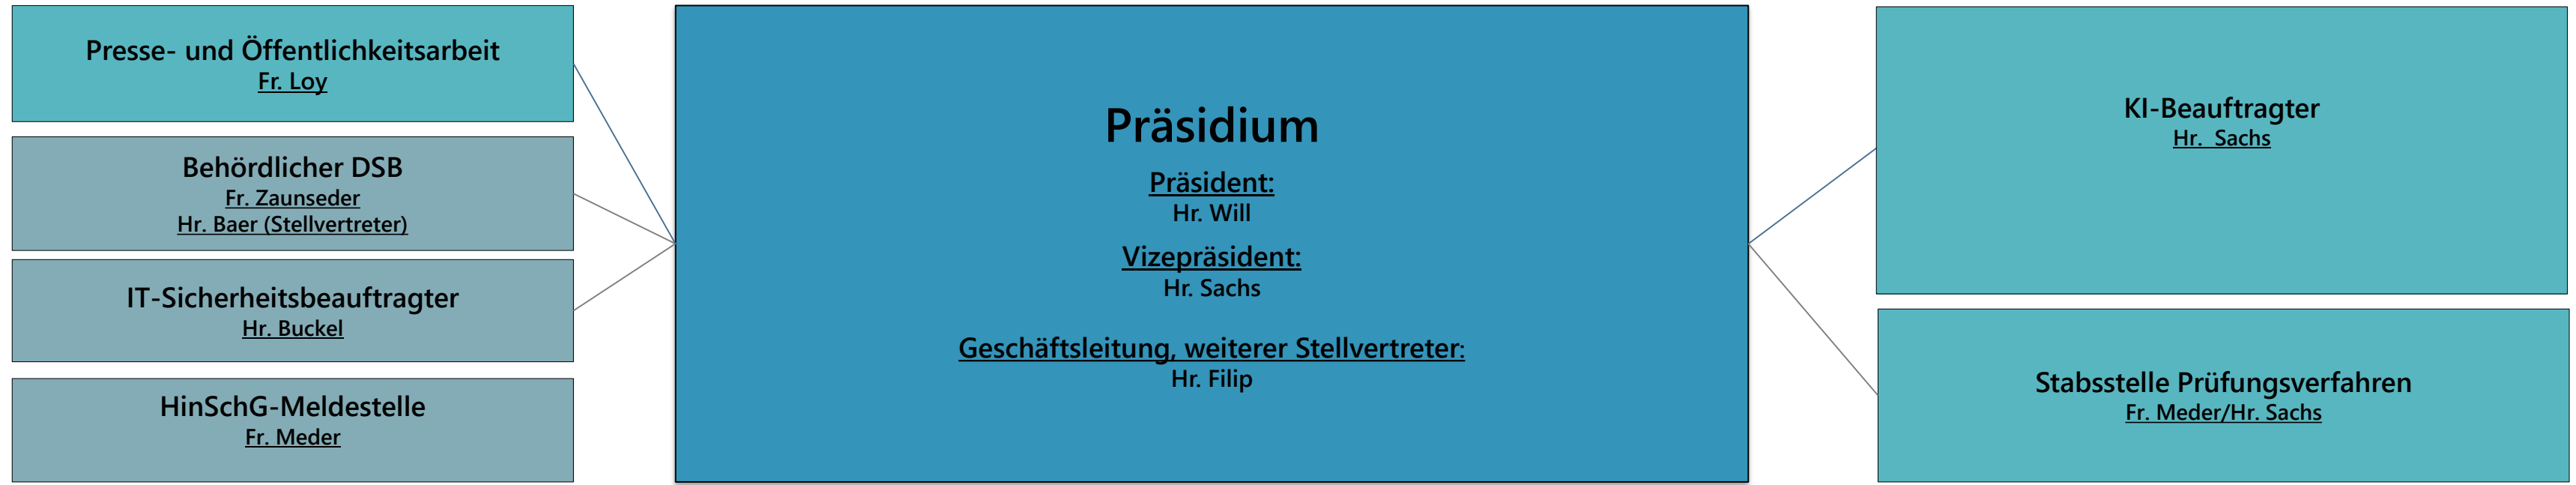 Presse- und Öffentlichkeitsarbeit
Fr. Loy
Behördlicher DSB
Fr. Zaunseder
Hr. Baer (Stellvertreter)
IT-Sicherheitsbeauftragter
Hr. Buckel
HinSchG-Meldestelle
Fr. Meder
Präsidium
Präsident:
Hr. Will
Vizepräsident:
Hr. Sachs
Geschäftsleitung, weiterer Stellvertreter:
Hr. Filip
KI-Beauftragter
Hr. Sachs
Stabsstelle Prüfungsverfahren
Fr. Meder/Hr. Sachs